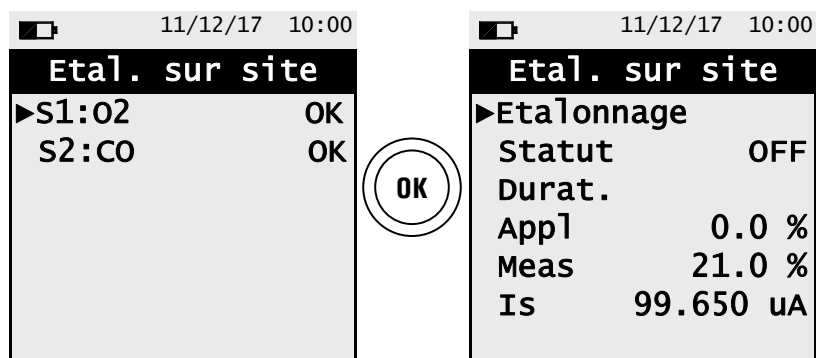 11/12/17 10:00
Etal. sur site
►S1:O2 OK
S2:CO OK
OK
11/12/17 10:00
Etal. sur site
►Etalonnage
Statut OFF
Durat.
Appl 0.0 %
Meas 21.0 %
Is 99.650 uA